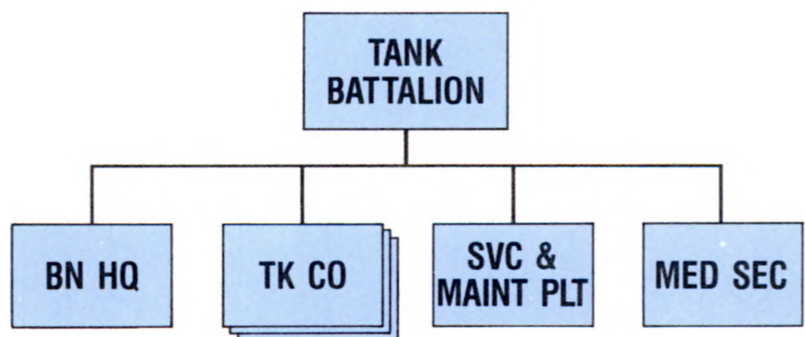 TANK
BATTALION
BN HQ
TK CO
SVC &
MAINT PLT
MED SEC